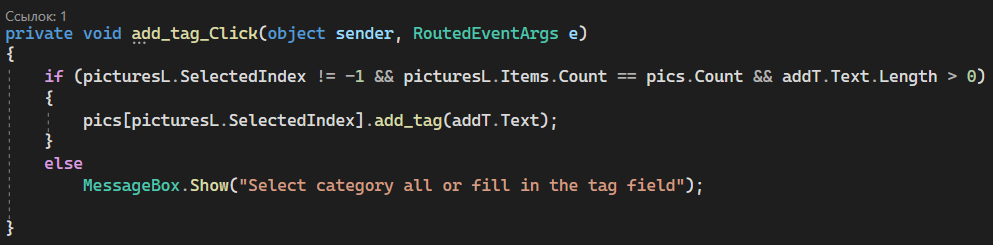 Ссылок: 1
private void add_tag_Click(object sender, RoutedEventArgs e)
{
if (picturesL.SelectedIndex != -1 && picturesL.Items.Count == pics.Count && addT.Text.Length > 0)
{
pics[picturesL.SelectedIndex].add_tag(addT.Text);
}
else
MessageBox.Show("Select category all or fill in the tag field");
}